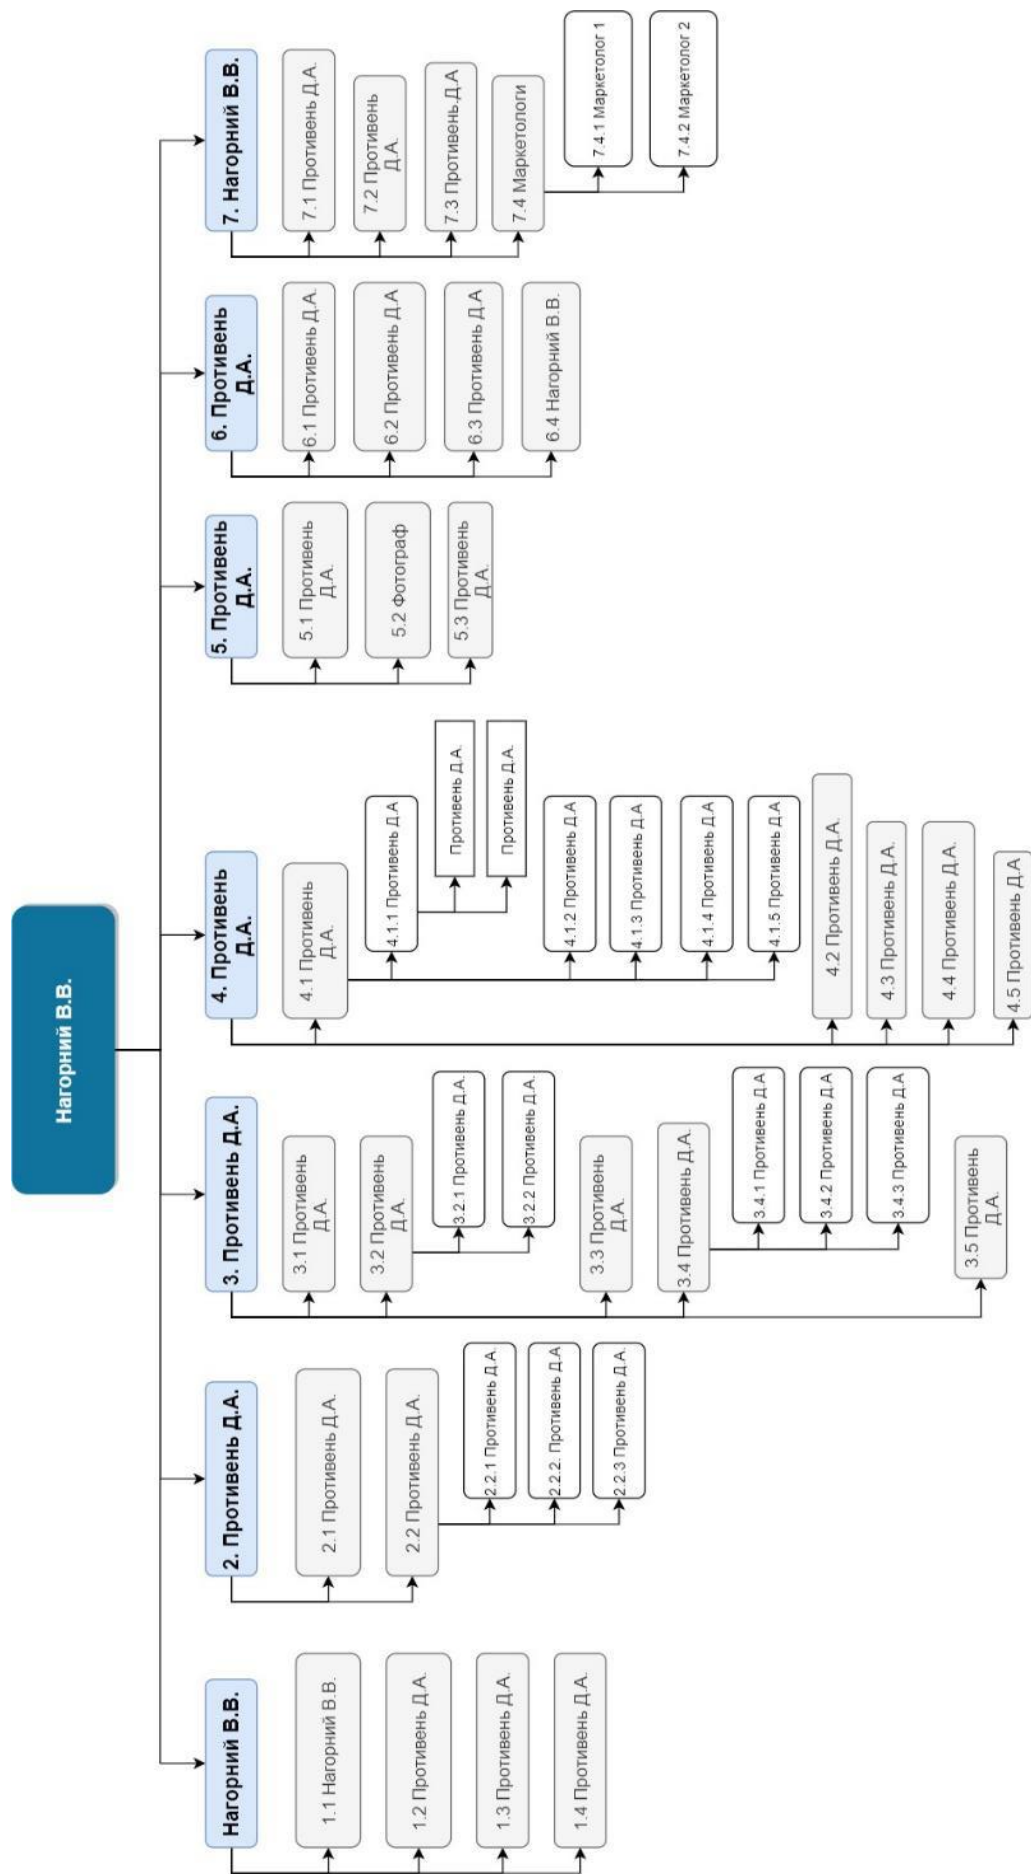 Нагорний В.В.
Нагорний В.В.
1.1 Нагорний В.В.
1.2 Противень Д.А.
1.3 Противень Д.А.
1.4 Противень Д.А.
2. Противень Д.А.
2.1 Противень Д.А.
2.2 Противень Д.А.
2.2.1 Противень Д.А.
2.2.2. Противень Д.А
2.2.3 Противень Д.А.
3. Противень Д.А.
3.1 Противень
Д.А.
3.2 Противень
Д.А.
3.2.1 Противень Д.А.
3.2.2 Противень Д.А.
3.3 Противень
Д.А.
3.4 Противень Д.А.
3.4.1 Противень Д.А
3.4.2 Противень Д.А
3.4.3 Противень Д.А
3.5 Противень
Д.А.
4. Противень
Д.А.
4.1 Противень
Д.А.
4.1.1 Противень Д.А
Противень Д.А.
Противень Д.А.
4.1.2 Противень Д.А
4.1.3 Противень Д.А
4.1.4 Противень Д.А
4.1.5 Противень Д.А
4.2 Противень Д.А.
4.3 Противень Д.А.
4.4 Противень Д.А.
4.5 Противень Д.А
5. Противень
Д.А.
5.1 Противень
Д.А.
5.2 Фотограф
5.3 Противень
Д.А.
6. Противень
Д.А.
6.1 Противень Д.А.
6.2 Противень Д.А
6.3 Противень Д.А
6.4 Нагорний В.В.
7. Нагорний В.В.
7.1 Противень Д.А.
7.2 Противень
Д.А.
7.3 Противень.Д.А
7.4 Маркетологи
7.4.1 Маркетолог 1
7.4.2 Маркетолог 2